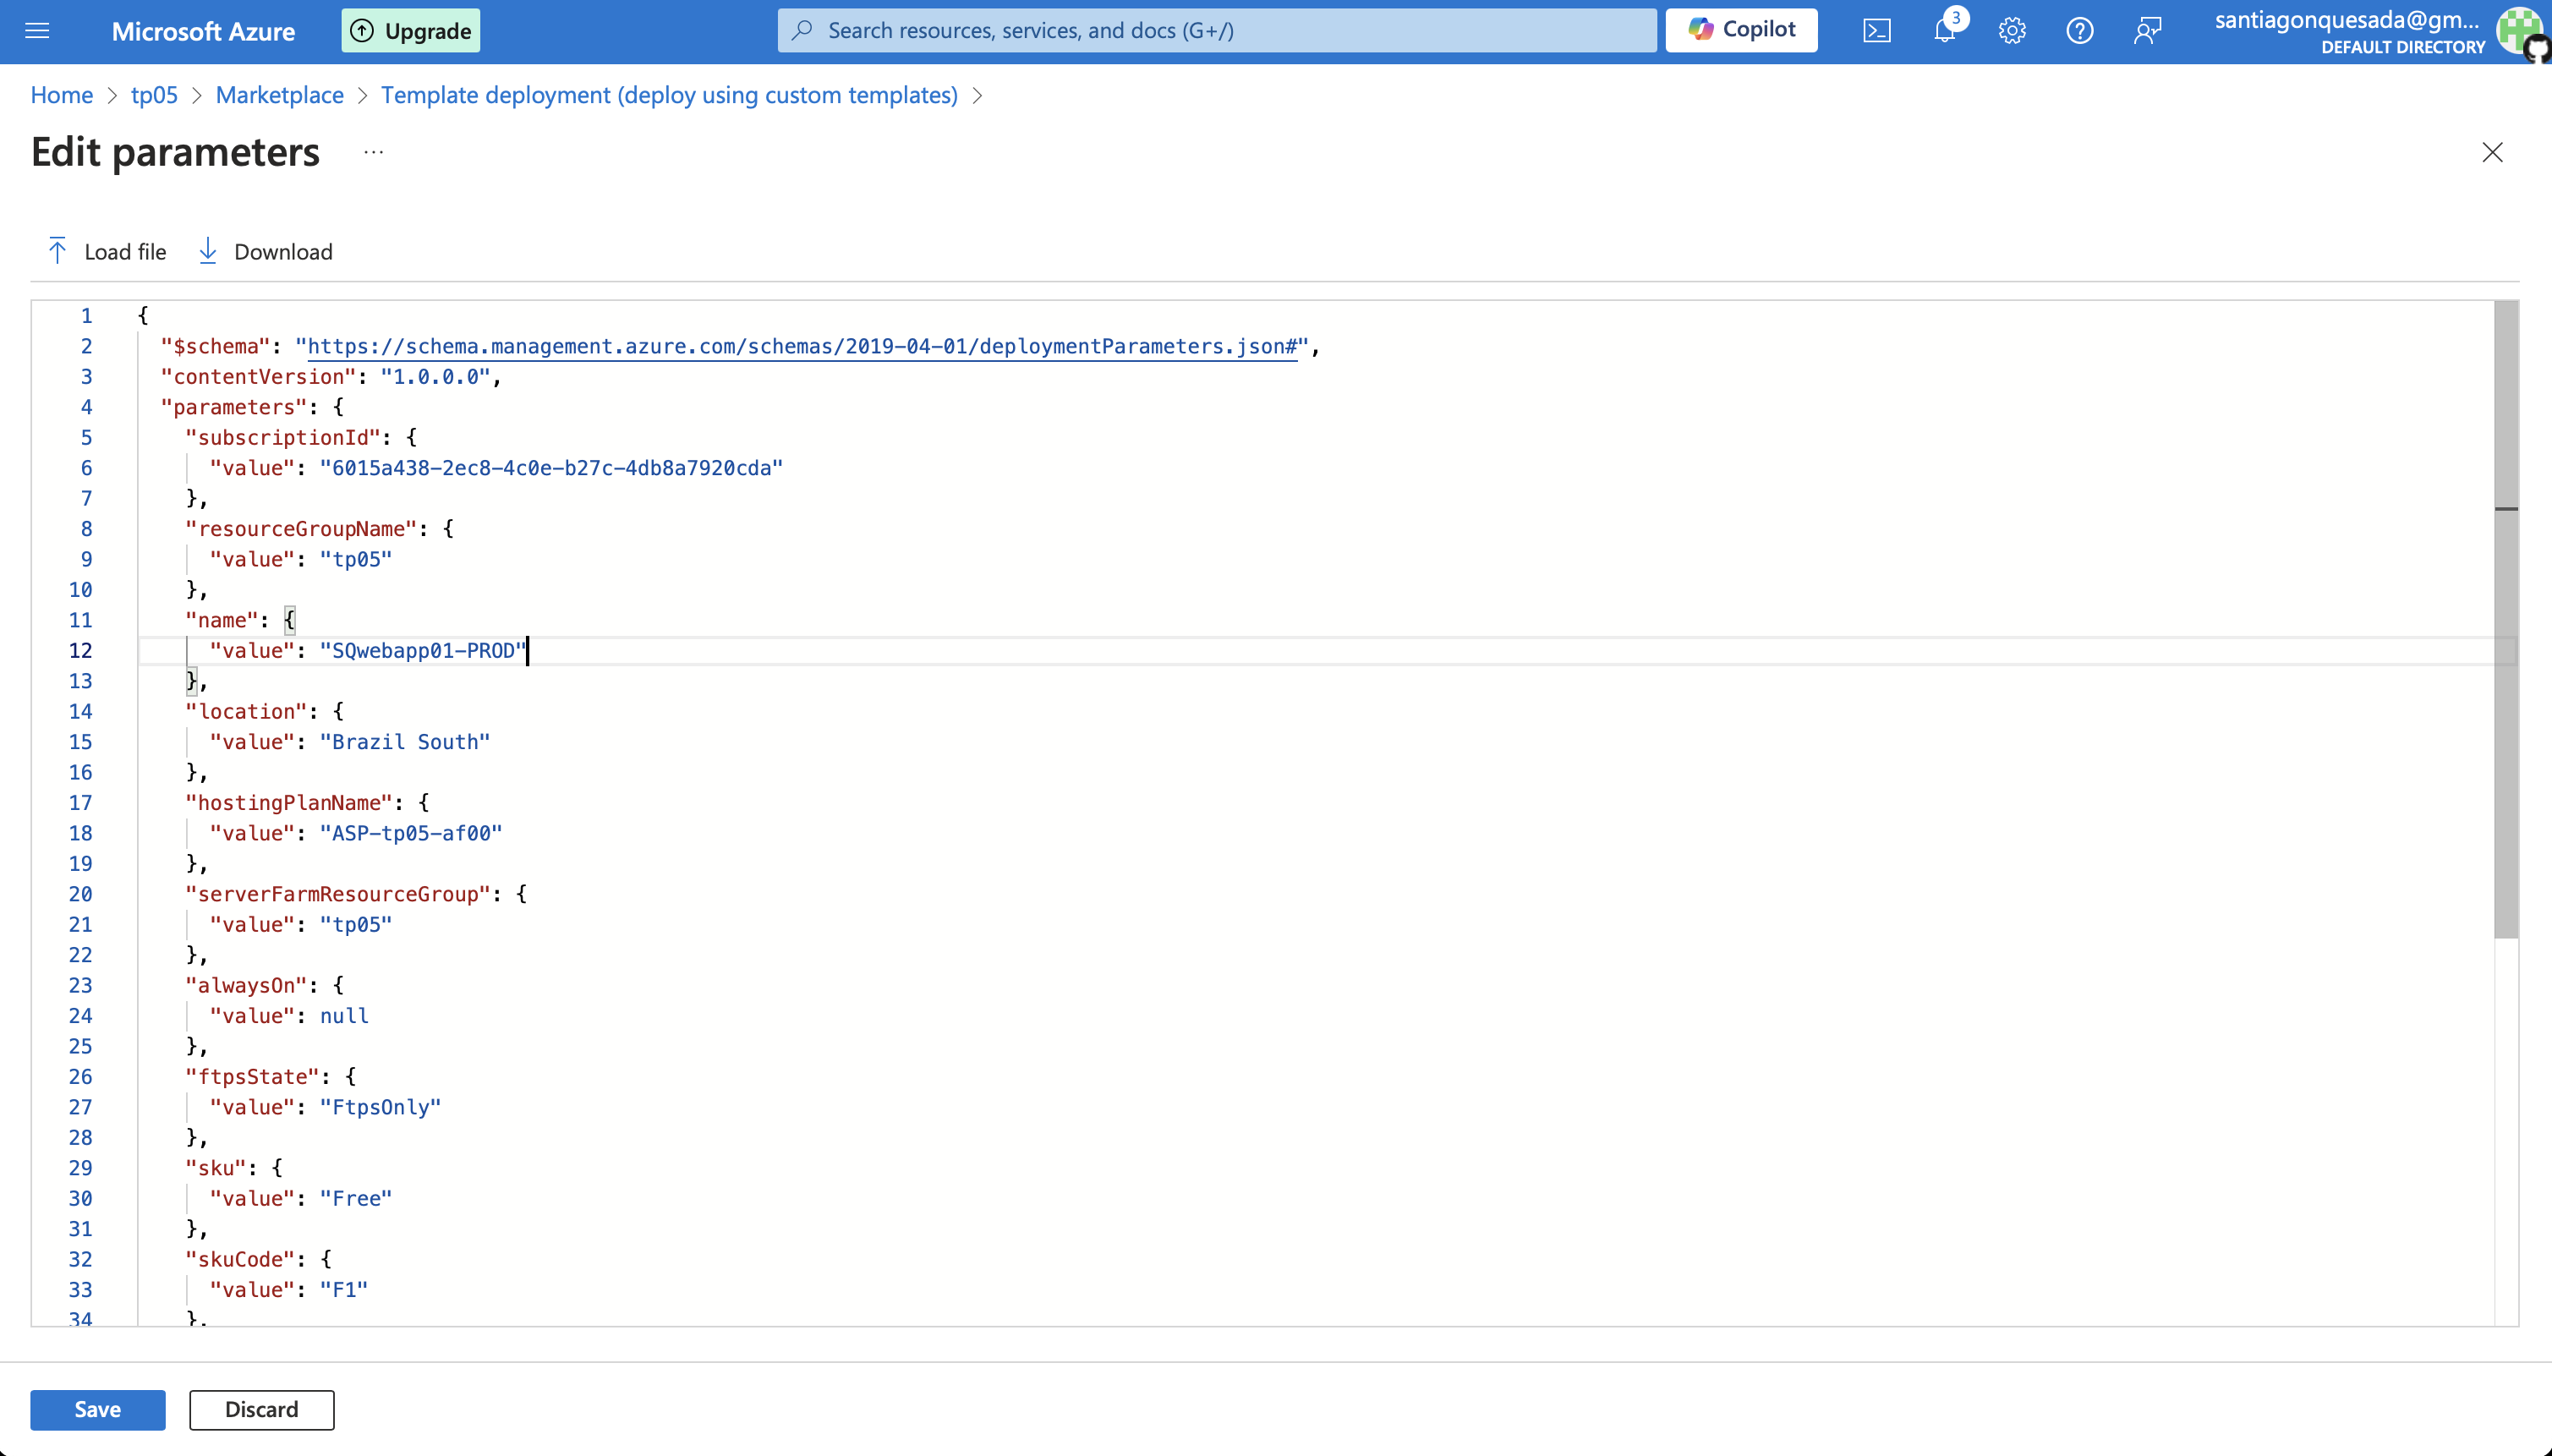 Microsoft Azure
Upgrade
Search resources, services, and docs (G+/)
Copilot
3
santiagonquesada@gm...
DEFAULT DIRECTORY
Home > tp05 > Marketplace > Template deployment (deploy using custom templates) >
Edit parameters ...
Load file
Download
1 {
2 "$schema": "https://schema.management.azure.com/schemas/2019-04-01/deploymentParameters.json#",
3 "contentVersion": "1.0.0.0",
4 "parameters": {
5 "subscriptionId": {
6 "value": "6015a438-2ec8-4c0e-b27c-4db8a7920cda"
7 },
8 "resourceGroupName": {
9 "value": "tp05"
10 },
11 "name": {
12 "value": "SQwebapp01-PROD"
13 },
14 "location": {
15 "value": "Brazil South"
16 },
17 "hostingPlanName": {
18 "value": "ASP-tp05-af00"
19 },
20 "serverFarmResourceGroup": {
21 "value": "tp05"
22 },
23 "alwaysOn": {
24 "value": null
25 },
26 "ftpsState": {
27 "value": "FtpsOnly"
28 },
29 "sku": {
30 "value": "Free"
31 },
32 "skuCode": {
33 "value": "F1"
34 },
Save
Discard